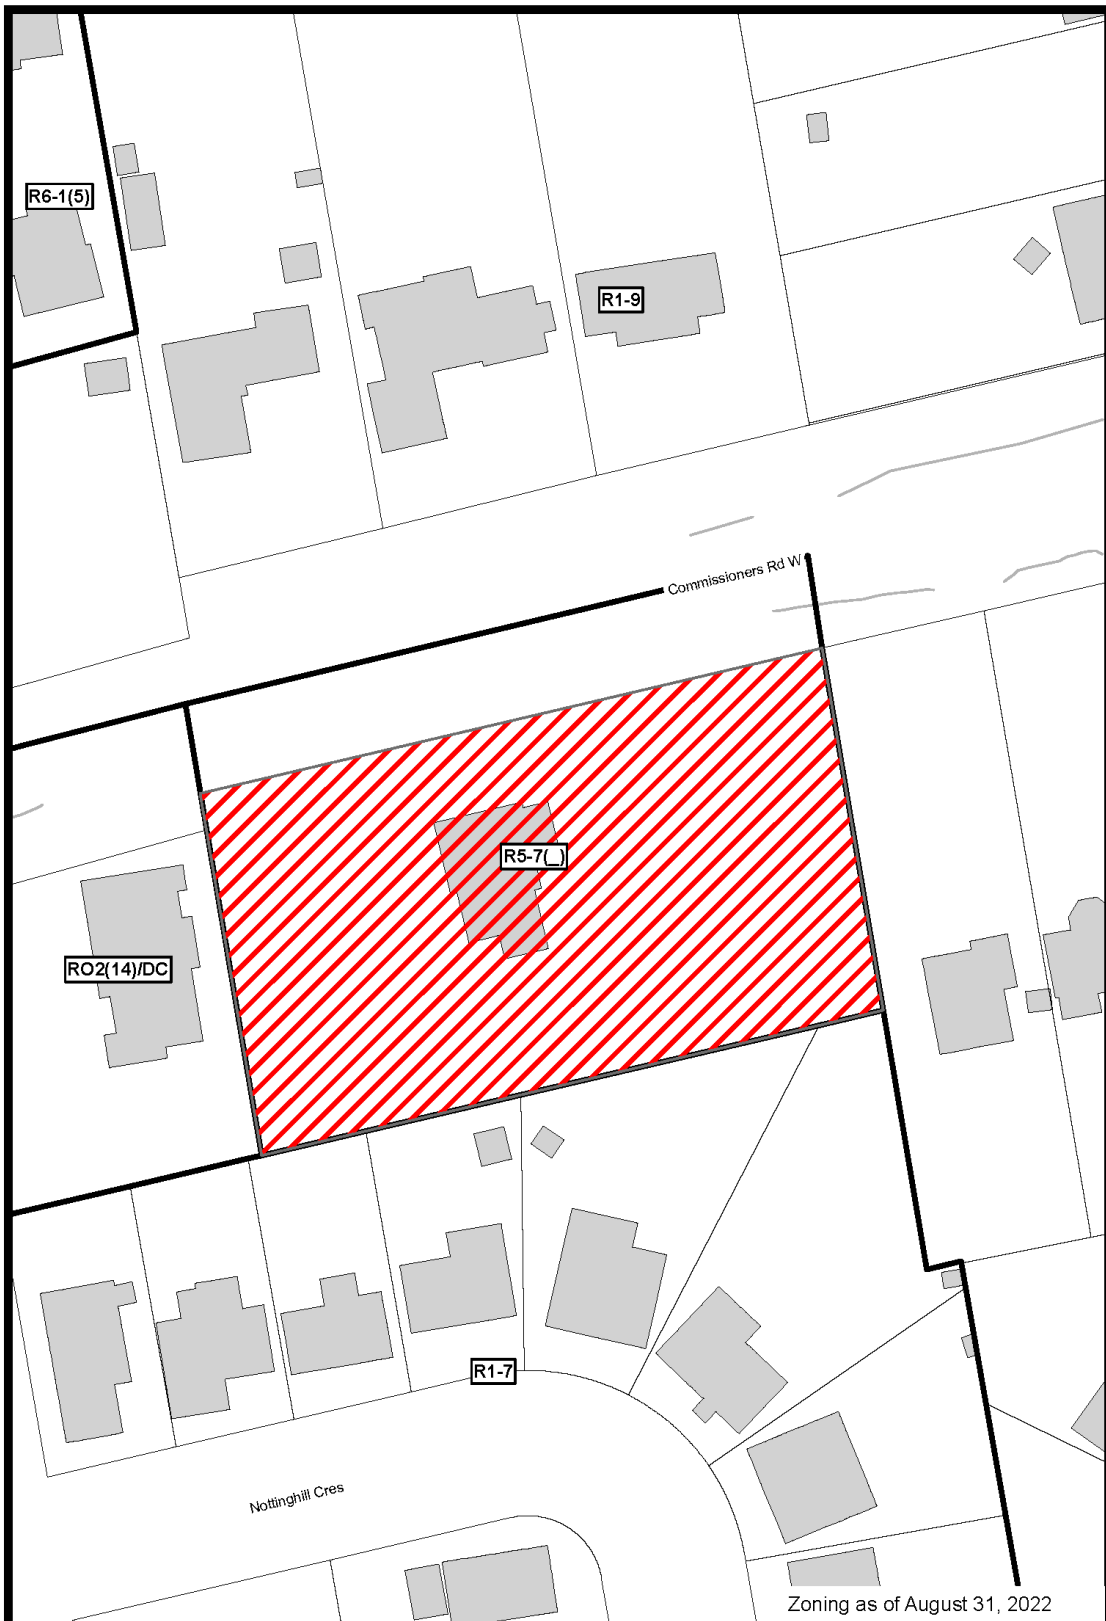 R6-1(5)
R1-9
Commissioners Rd W
R5-7(_)
RO2(14)/DC
R1-7
Nottinghill Cres
Zoning as of August 31, 2022